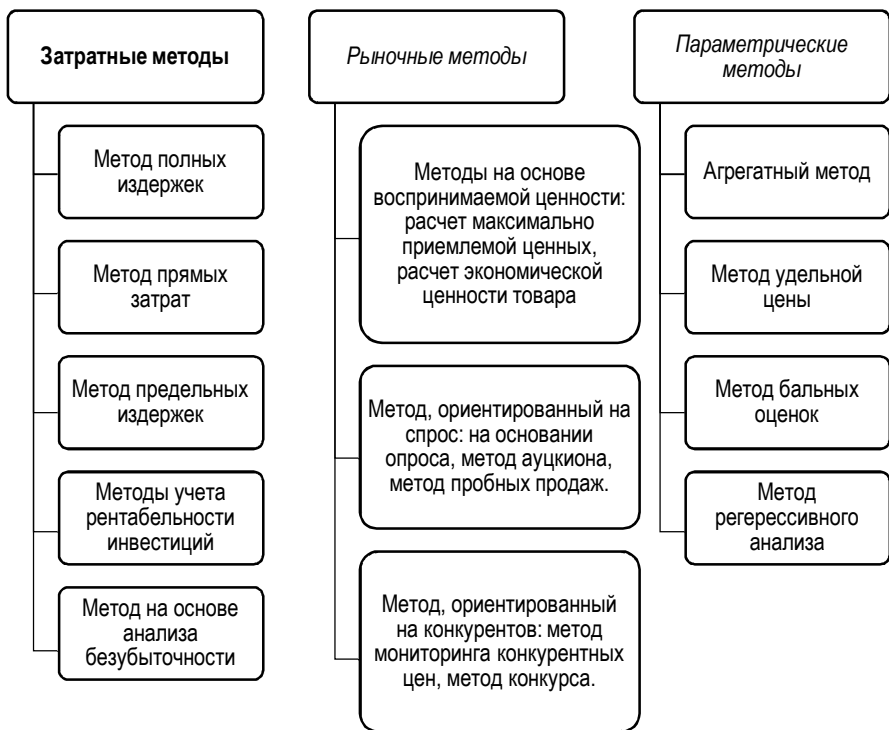 Затратные методы
Метод полных
издержек
Метод прямых
затрат
Метод предельных
издержек
Методы учета
рентабельности
инвестиций
Метод на основе
анализа
безубыточности
Рыночные методы
Методы на основе
воспринимаемой ценности:
расчет максимально
приемлемой ценных,
расчет экономической
ценности товара
Метод, ориентированный на
спрос: на основании
опроса, метод ауцкиона,
метод пробных продаж.
Метод, ориентированный
на конкурентов: метод
мониторинга конкурентных
цен, метод конкурса.
Параметрические
методы
Агрегатный метод
Метод удельной
цены
Метод бальных
оценок
Метод
регерессивного
анализа